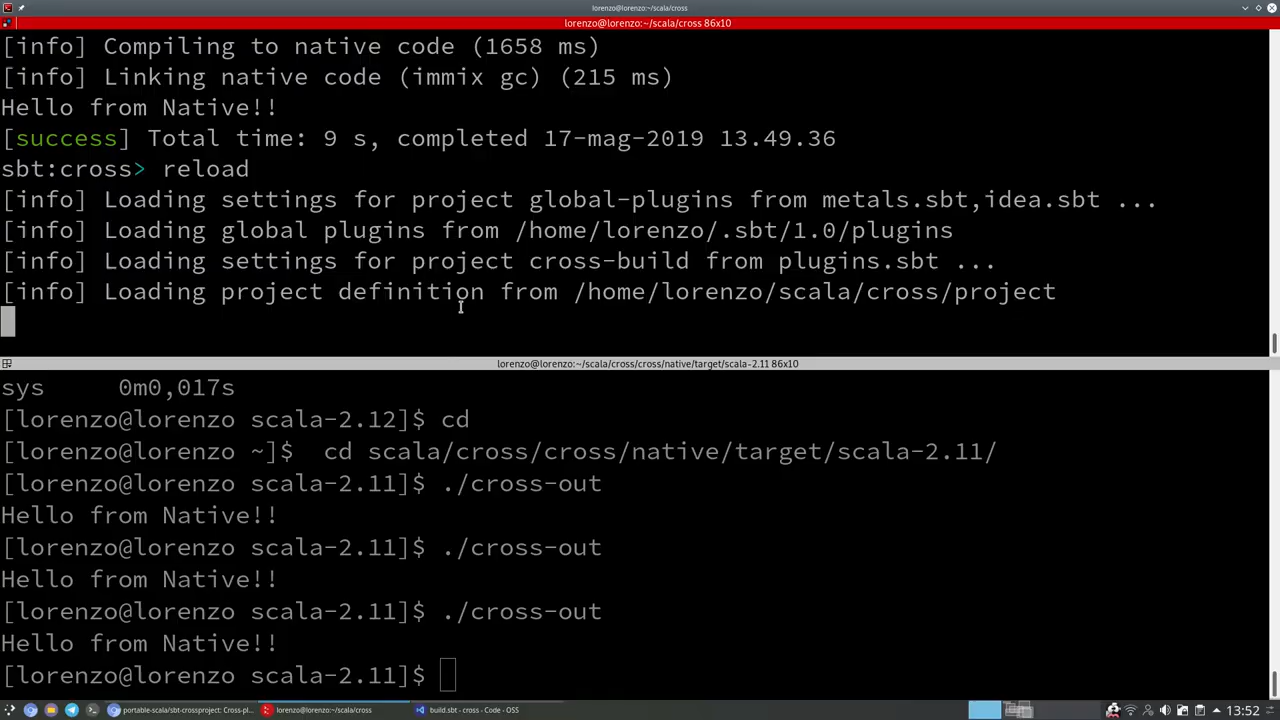 lorenzo@lorenzo:~/scala/cross
lorenzo@lorenzo:~/scala/cross 86x10
[info] Compiling to native code (1658 ms)
[info] Linking native code (immix gc) (215 ms)
Hello from Native!!
[success] Total time: 9 s, completed 17-mag-2019 13.49.36
sbt:cross> reload
[info] Loading settings for project global-plugins from metals.sbt,idea.sbt ...
[info] Loading global plugins from /home/lorenzo/.sbt/1.0/plugins
[info] Loading settings for project cross-build from plugins.sbt ...
[info] Loading project definition from /home/lorenzo/scala/cross/project
lorenzo@lorenzo:~/scala/cross/cross/native/target/scala-2.11 86x10
sys 0m0,017s
[lorenzo@lorenzo scala-2.12]$ cd
[lorenzo@lorenzo ~]$ cd scala/cross/cross/native/target/scala-2.11/
[lorenzo@lorenzo scala-2.11]$ ./cross-out
Hello from Native!!
[lorenzo@lorenzo scala-2.11]$ ./cross-out
Hello from Native!!
[lorenzo@lorenzo scala-2.11]$ ./cross-out
Hello from Native!!
[lorenzo@lorenzo scala-2.11]$
portable-scala/sbt-crossproject: Cross-pl... lorenzo@lorenzo:~/scala/cross build.sbt - cross - Code - OSS 13:52